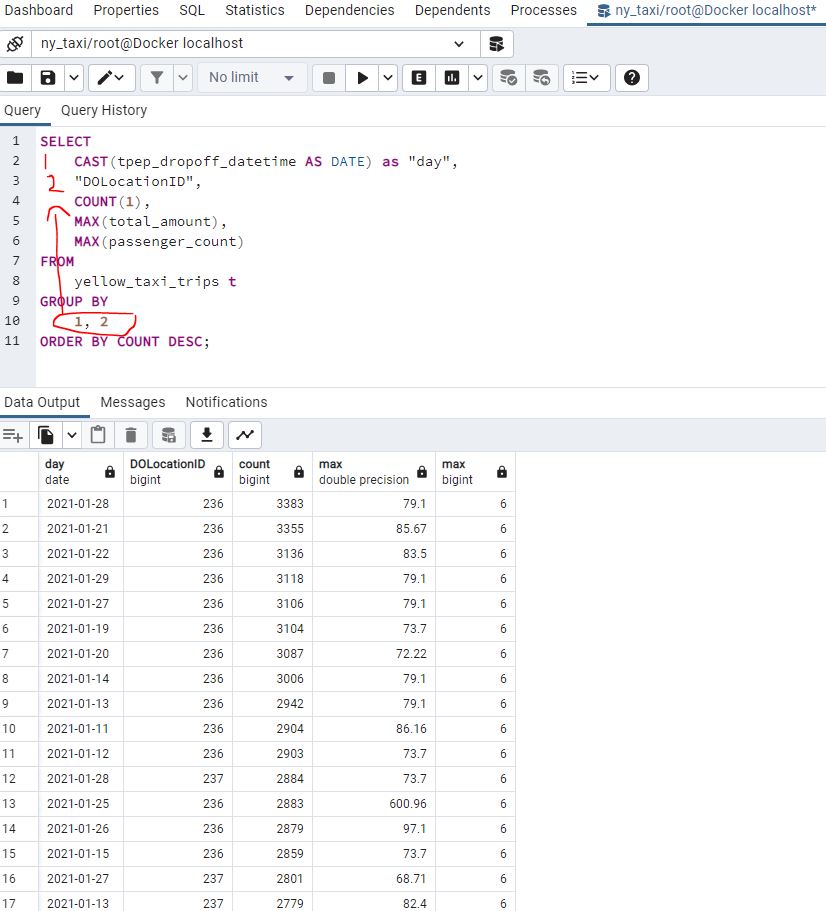 Dashboard Properties SQL Statistics Dependencies Dependents Processes ny_taxi/root@Docker localhost*
ny_taxi/root@Docker localhost
No limit E
Query Query History
1 SELECT
2 1 CAST(tpep_dropoff_datetime AS DATE) as "day",
3 2 "DOLocationID",
4 COUNT(1),
5 MAX(total_amount),
6 MAX(passenger_count)
7 FROM
8 yellow_taxi_trips t
9 GROUP BY
10 1, 2
11 ORDER BY COUNT DESC;
Data Output Messages Notifications
day DOLocationID count max max
date bigint bigint double precision bigint
1 2021-01-28 236 3383 79.1 6
2 2021-01-21 236 3355 85.67 6
3 2021-01-22 236 3136 83.5 6
4 2021-01-29 236 3118 79.1 6
5 2021-01-27 236 3106 79.1 6
6 2021-01-19 236 3104 73.7 6
7 2021-01-20 236 3087 72.22 6
8 2021-01-14 236 3006 79.1 6
9 2021-01-13 236 2942 79.1 6
10 2021-01-11 236 2904 86.16 6
11 2021-01-12 236 2903 73.7 6
12 2021-01-28 237 2884 73.7 6
13 2021-01-25 236 2883 600.96 6
14 2021-01-26 236 2879 97.1 6
15 2021-01-15 236 2859 73.7 6
16 2021-01-27 237 2801 68.71 6
17 2021-01-13 237 2779 82.4 6